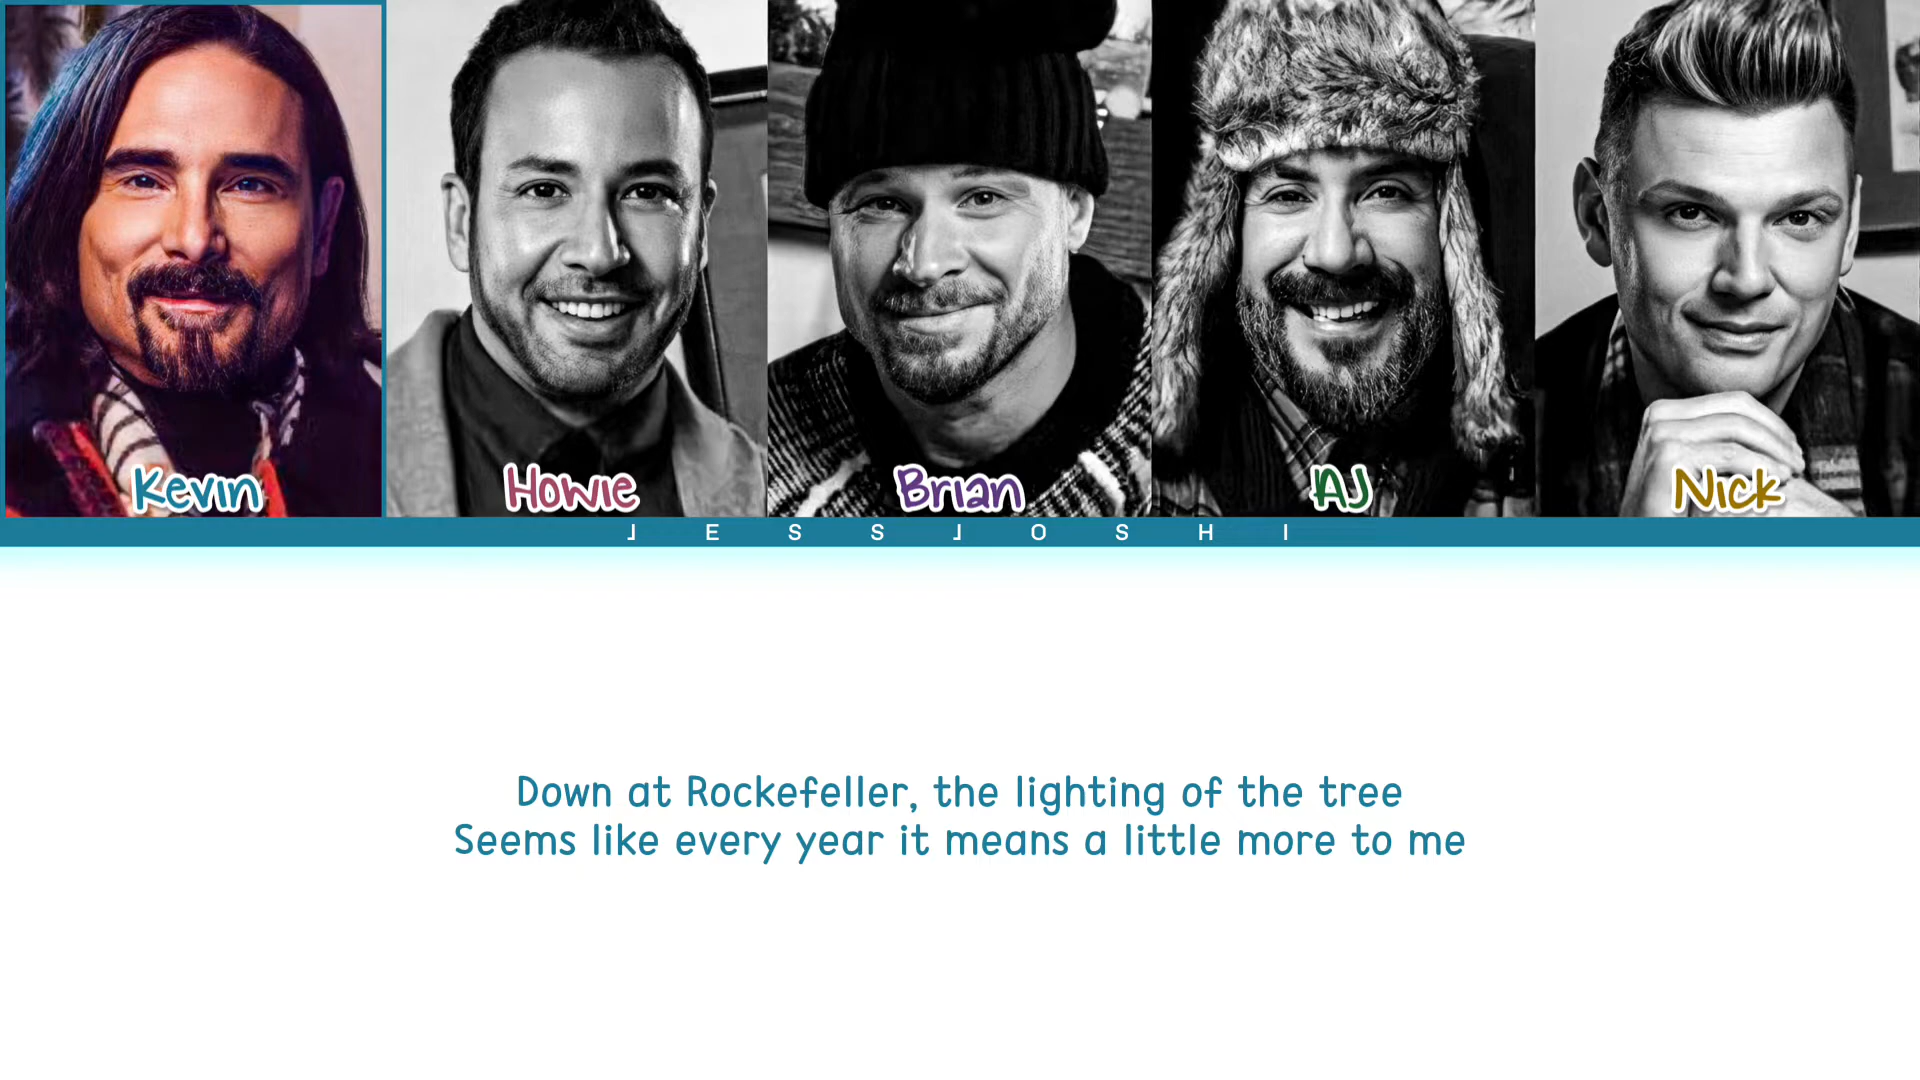 Kevin Howie Brian AJ Nick
JESSJOSHI
Down at Rockefeller, the lighting of the tree
Seems like every year it means a little more to me